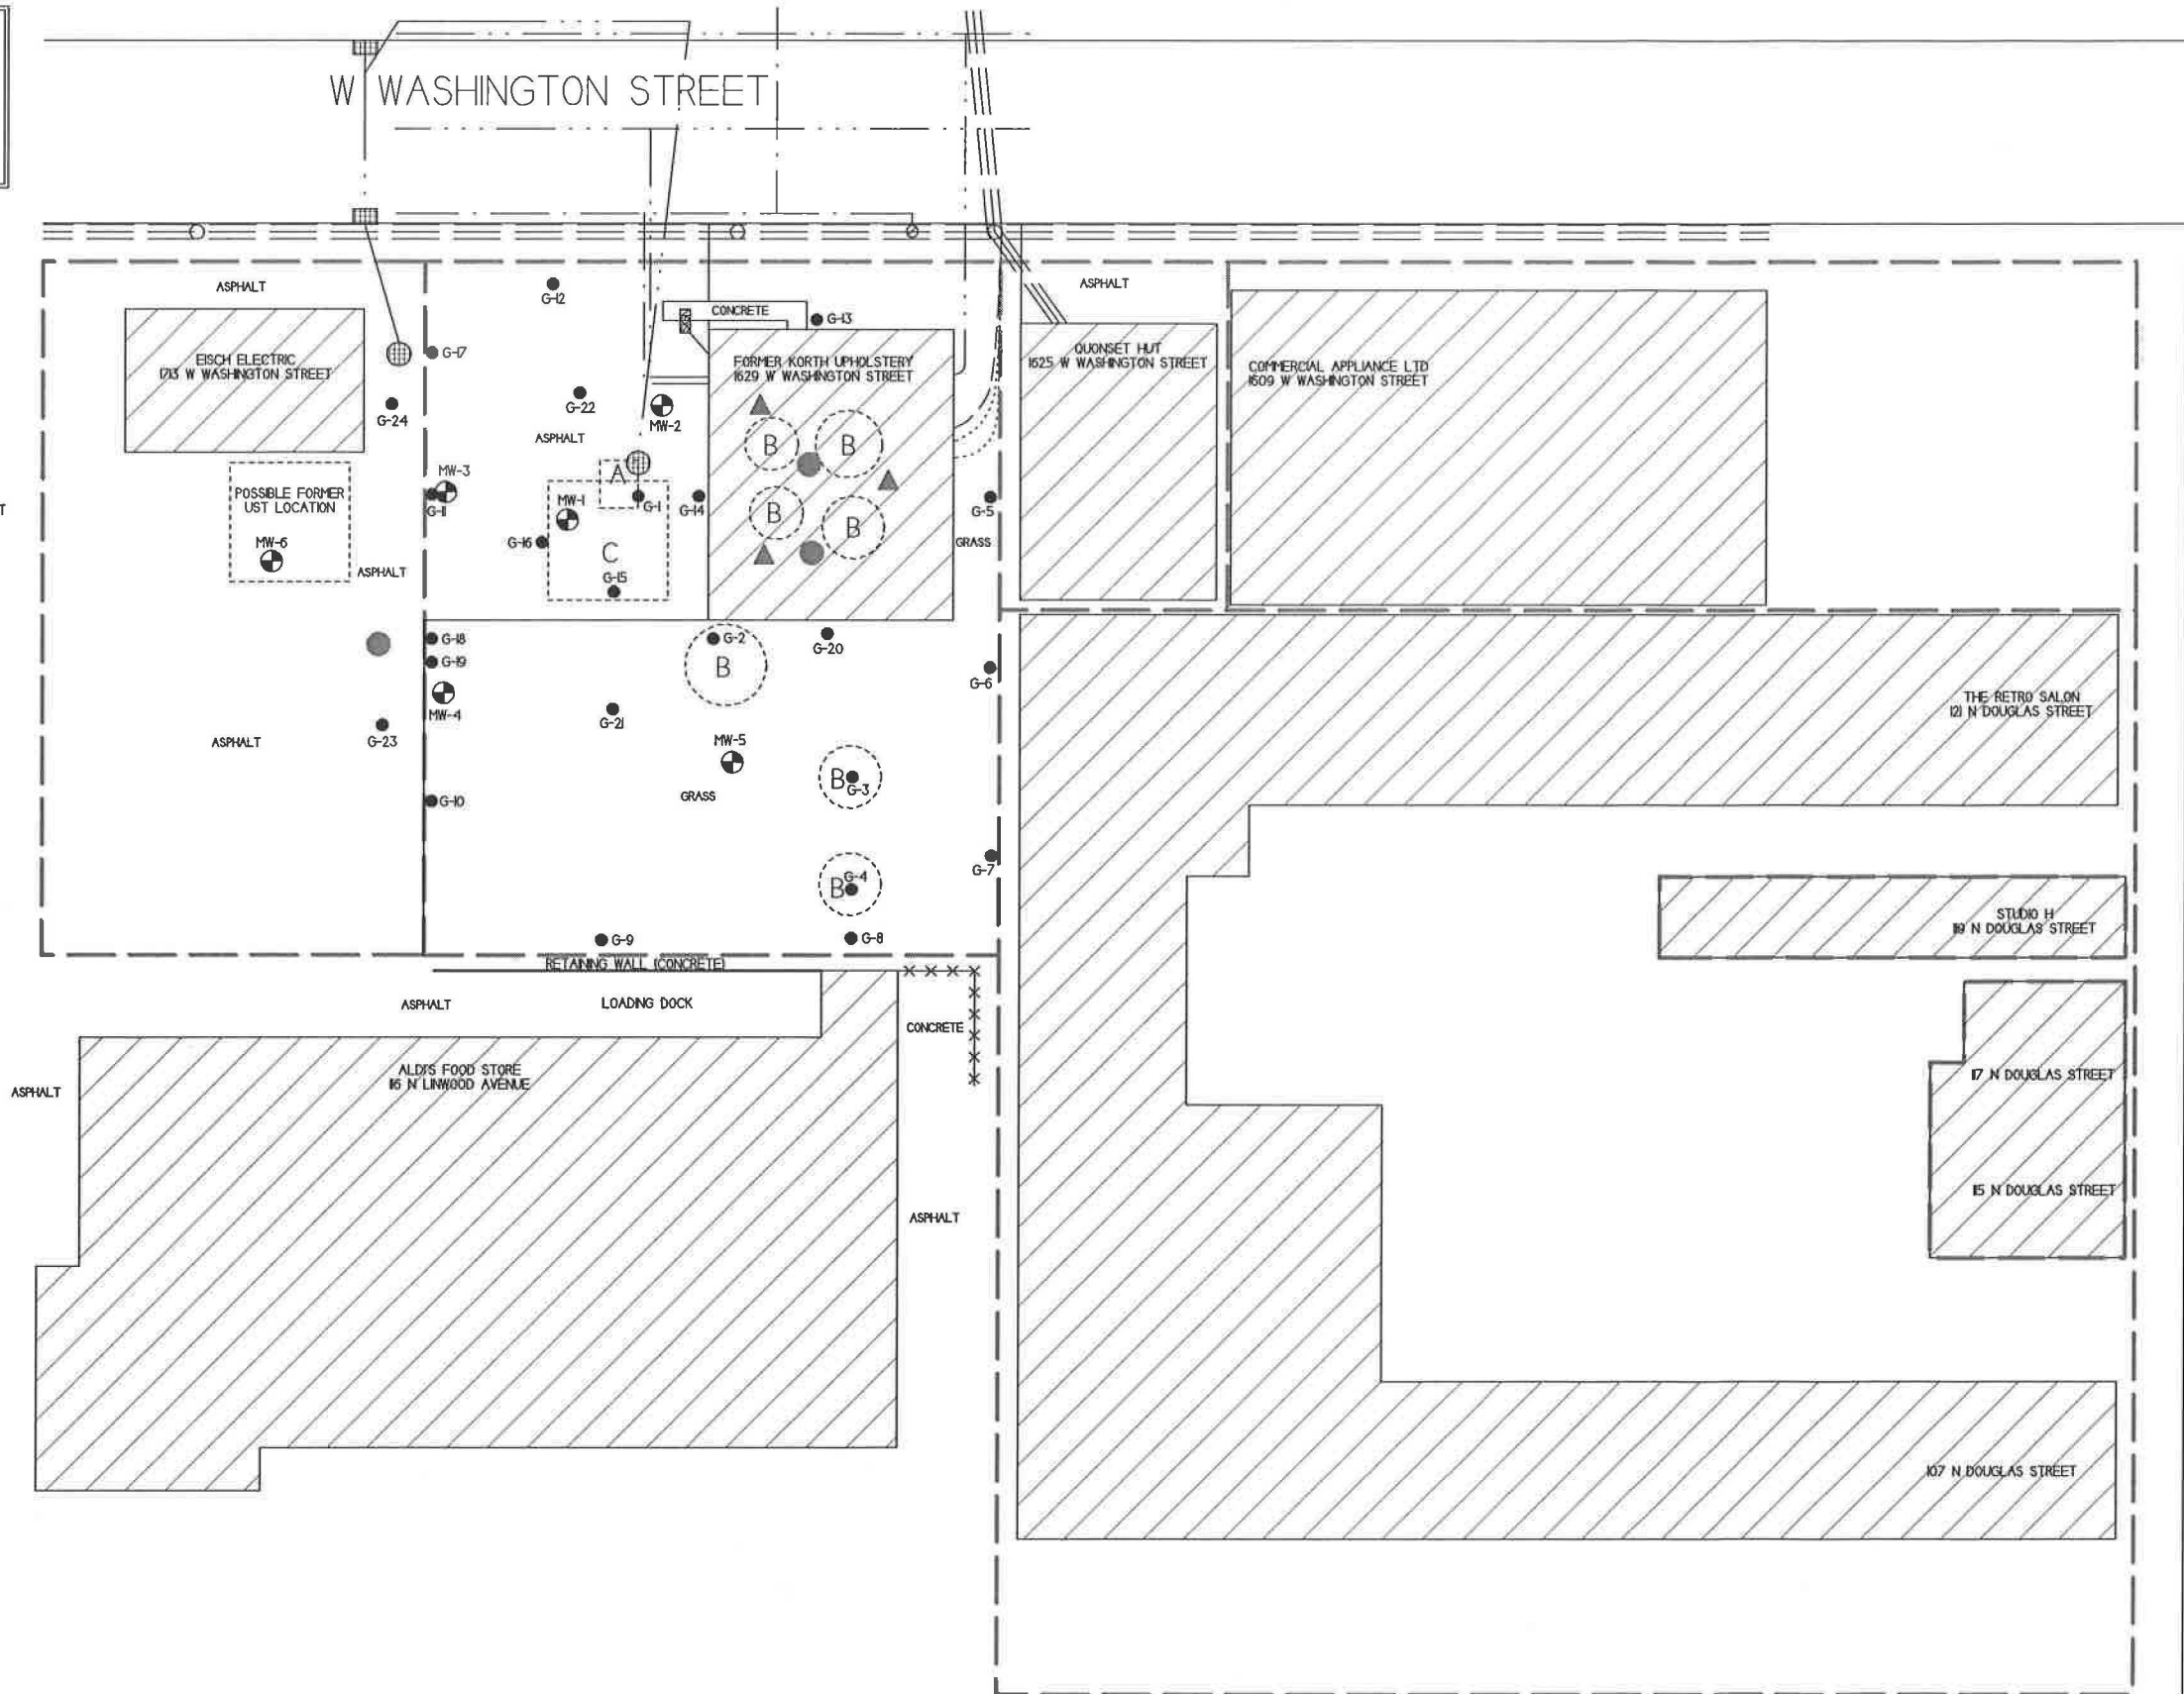 W WASHINGTON STREET
ASPHALT
G-12
ASPHALT
CONCRETE
G-13
EISCH ELECTRIC
1713 W WASHINGTON STREET
G-17
FORMER KORTH UPHOLSTERY
1629 W WASHINGTON STREET
QUONSET HUT
1625 W WASHINGTON STREET
COMMERCIAL APPLIANCE LTD
1609 W WASHINGTON STREET
G-24
G-22
MW-2
ASPHALT
B
B
A
MW-3
POSSIBLE FORMER
UST LOCATION
G-11
MW-1
G-1
G-14
B
B
G-5
MW-6
G-16
C
GRASS
ASPHALT
G-15
G-18
G-2
G-20
G-19
B
G-6
MW-4
G-21
THE RETRO SALON
121 N DOUGLAS STREET
ASPHALT
G-23
MW-5
B
G-3
GRASS
G-10
G-7
B
G-4
STUDIO H
119 N DOUGLAS STREET
G-9
G-8
RETAINING WALL (CONCRETE)
ASPHALT
LOADING DOCK
CONCRETE
ALDI'S FOOD STORE
116 N LINWOOD AVENUE
117 N DOUGLAS STREET
ASPHALT
115 N DOUGLAS STREET
ASPHALT
107 N DOUGLAS STREET